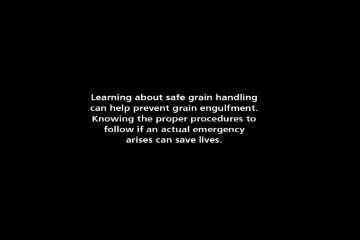 Learning about safe grain handling
can help prevent grain engulfment.
Knowing the proper procedures to
follow if an actual emergency
arises can save lives.